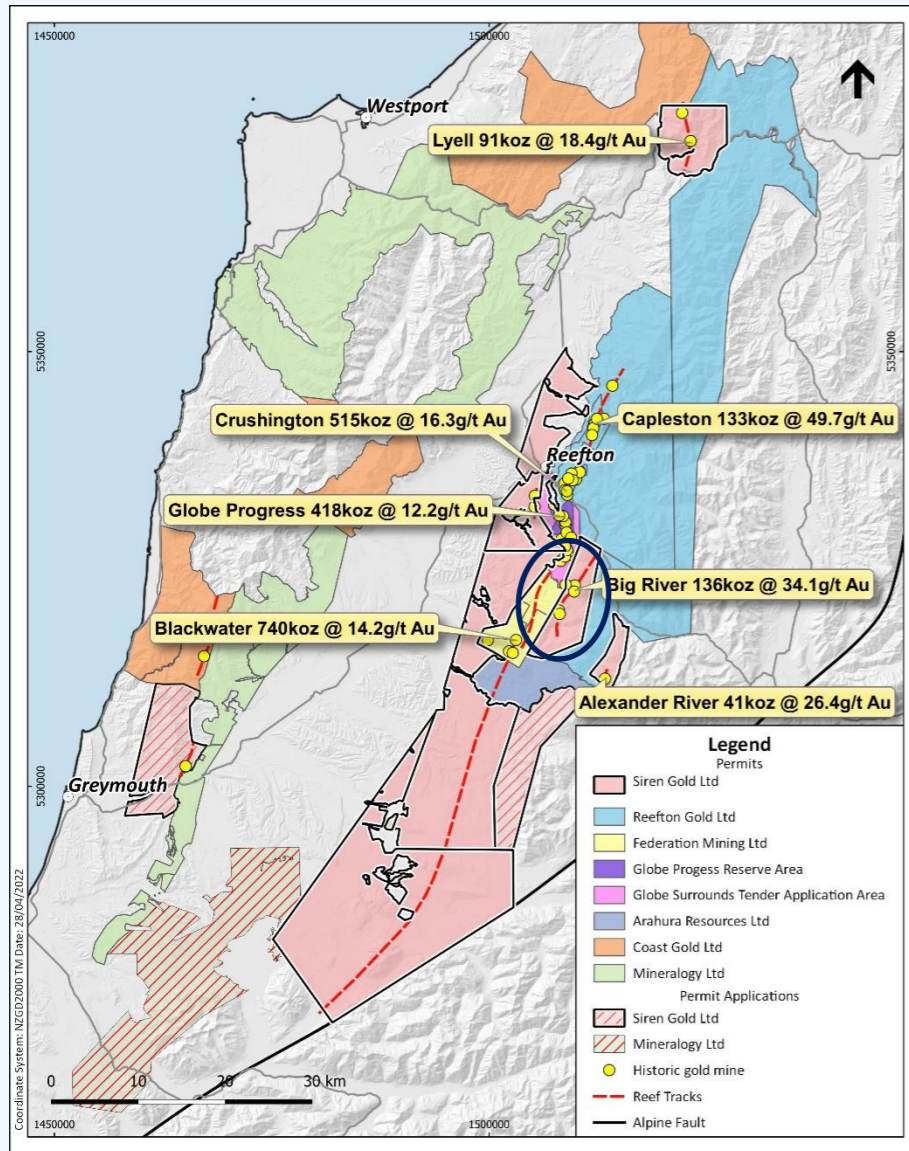 1450000
1500000
Westport
Lyell 91koz @ 18.4g/t Au
5350000
5350000
Crushington 515koz @ 16.3g/t Au
Capleston 133koz @ 49.7g/t Au
Reefton
Globe Progress 418koz @ 12.2g/t Au
Big River 136koz @ 34.1g/t Au
Blackwater 740koz @ 14.2g/t Au
Alexander River 41koz @ 26.4g/t Au
Greymouth
5300000
Legend
Permits
Siren Gold Ltd
Reefton Gold Ltd
Federation Mining Ltd
Globe Progess Reserve Area
Globe Surrounds Tender Application Area
Arahura Resources Ltd
Coast Gold Ltd
Mineralogy Ltd
Permit Applications
Siren Gold Ltd
Mineralogy Ltd
Historic gold mine
Reef Tracks
Alpine Fault
0 10 20 30 km
Coordinate System: NZGD2000 TM Date: 28/04/2022
1450000
1500000